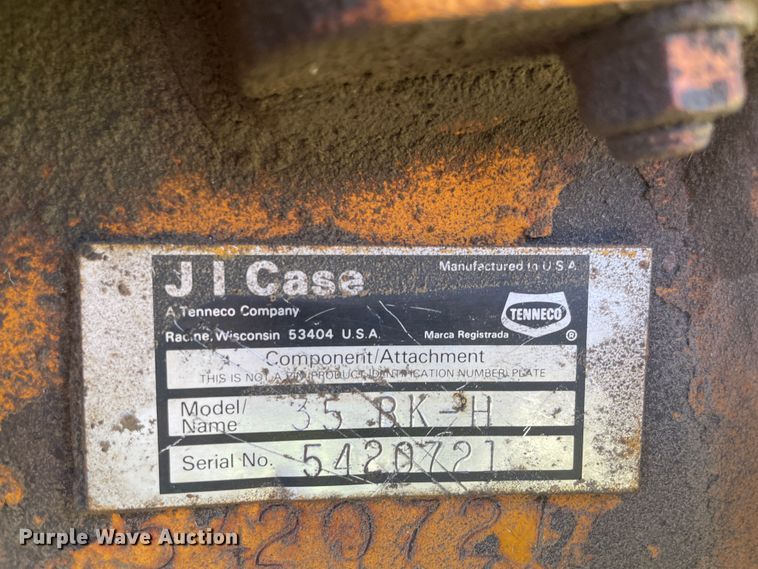 J I Case
Manufactured in U S A
A Tenneco Company
TENNECO
Racine, Wisconsin 53404 U.S.A.
Marca Registrada ®
Component/Attachment
THIS IS NOT A VIN/PRODUCT IDENTIFICATION NUMBER/PLATE
Model/
Name 35 BK-H
Serial No. 5420721
5420721
Purple Wave Auction